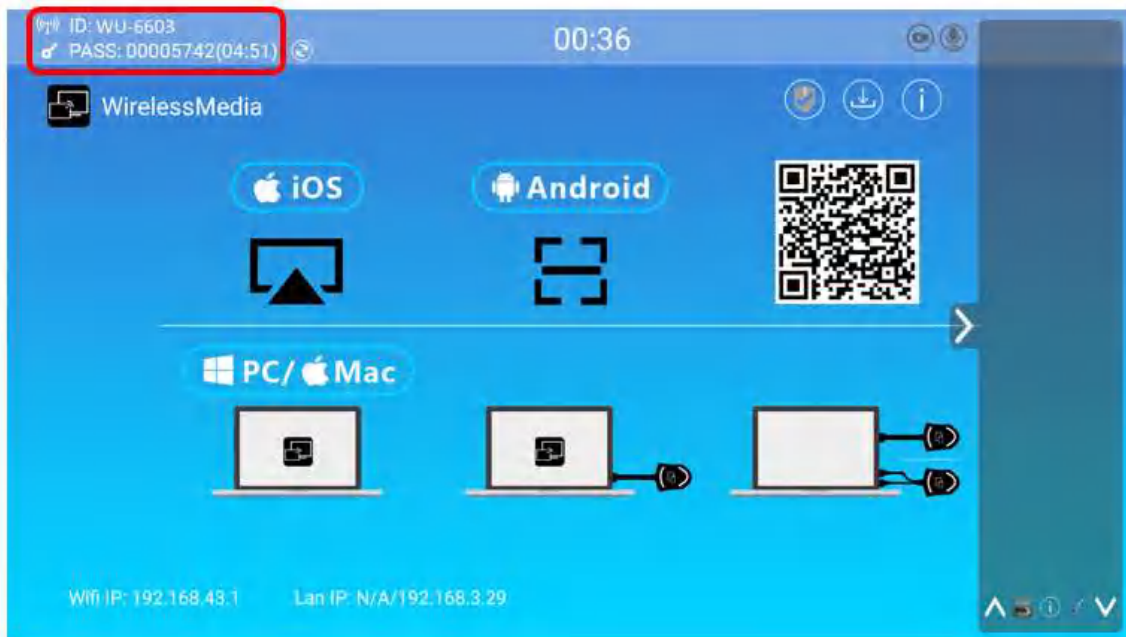 ID: WU-6603
PASS: 00005742(04:51)
00:36
WirelessMedia
iOS
Android
PC/ Mac
Wifi IP: 192.168.43.1
Lan IP: N/A/192.168.3.29